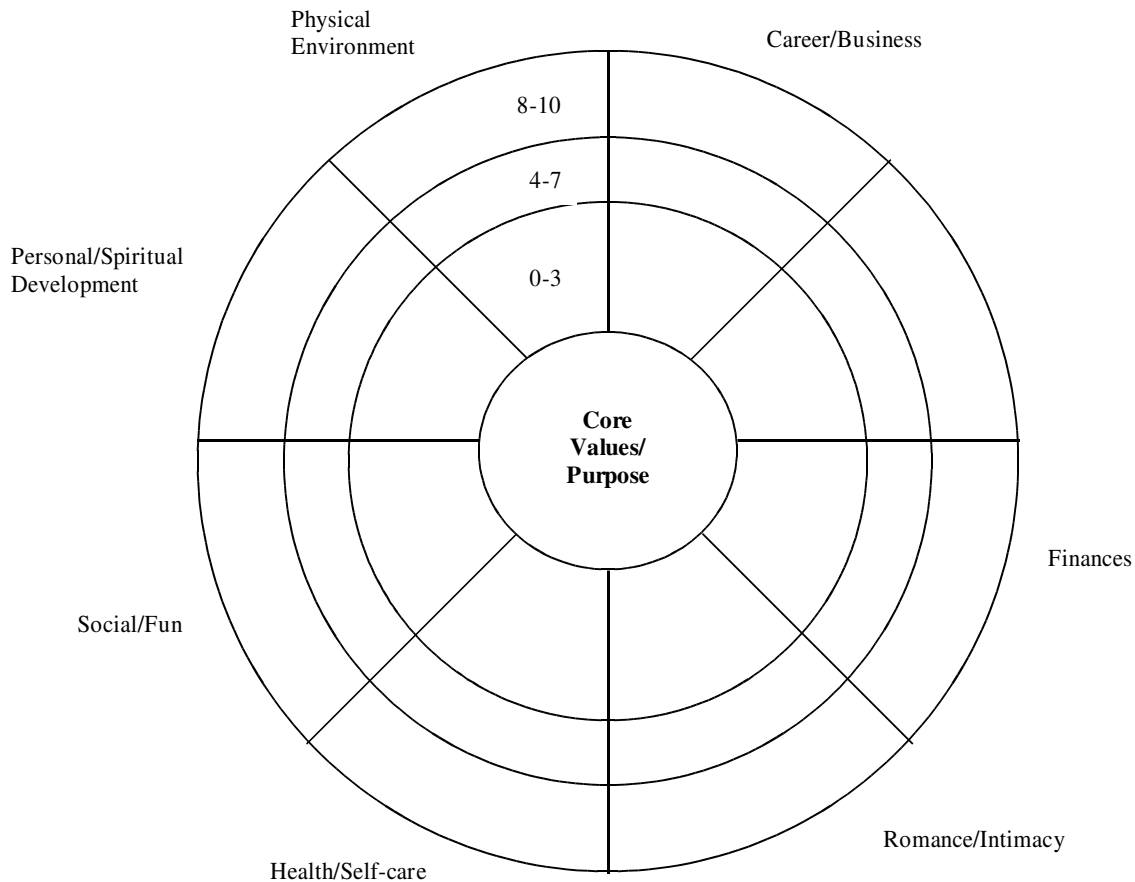 Physical
Environment
Career/Business
8-10
4-7
Personal/Spiritual
Development
0-3
Core
Values/
Purpose
Finances
Social/Fun
Romance/Intimacy
Health/Self-care